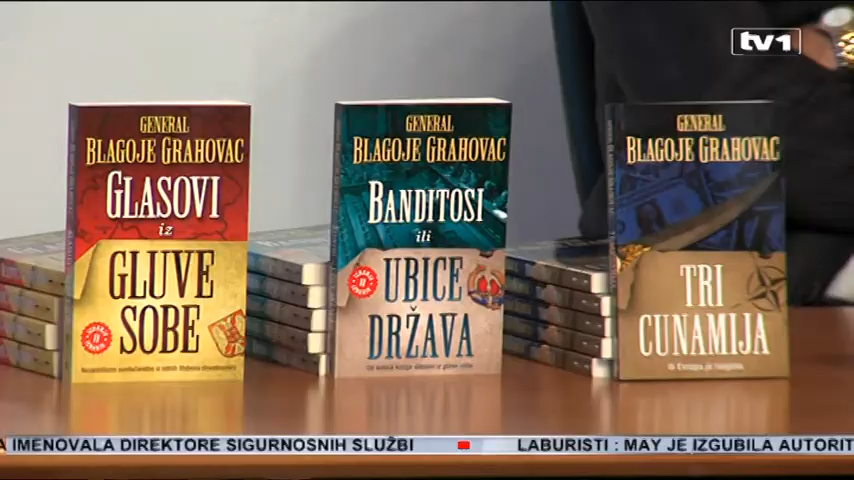 tv1
GENERAL
BLAGOJE GRAHOVAC
GLASOVI
iz
GLUVE
SOBE
GENERAL
BLAGOJE GRAHOVAC
BANDITOSI
ili
UBICE
DRŽAVA
GENERAL
BLAGOJE GRAHOVAC
TRI
CUNAMIJA
A IMENOVALA DIREKTORE SIGURNOSNIH SLUŽBI
LABURISTI : MAY JE IZGUBILA AUTORIT